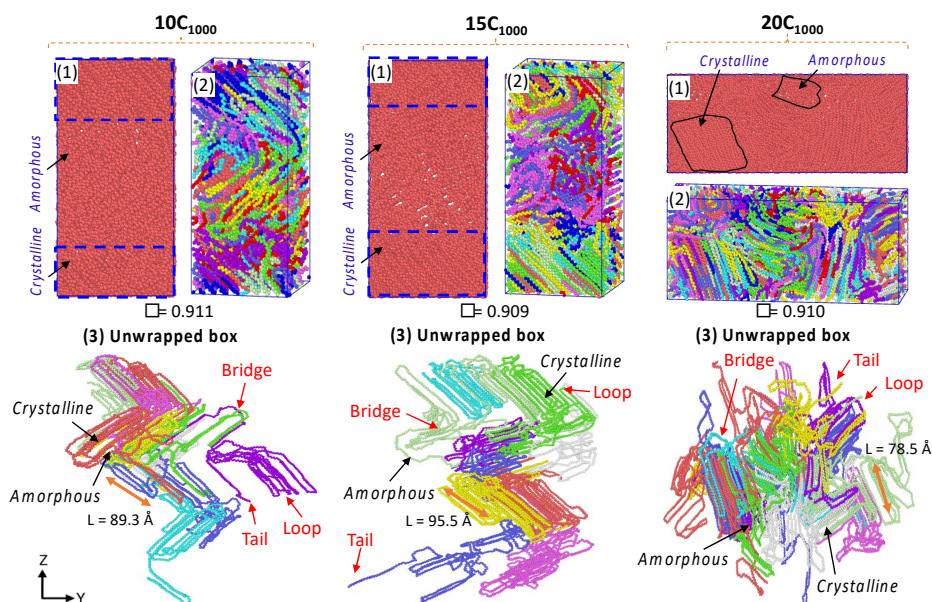 10C₁₀₀₀
15C₁₀₀₀
20C₁₀₀₀
(1)
(2)
Amorphous
Crystalline
□= 0.911
(1)
(2)
Amorphous
Crystalline
□= 0.909
Crystalline
Amorphous
(1)
(2)
□= 0.910
(3) Unwrapped box
Bridge
Crystalline
Amorphous
L = 89.3 Å
Tail
Loop
Z
Y
(3) Unwrapped box
Crystalline
Loop
Bridge
Amorphous
L = 95.5 Å
Tail
(3) Unwrapped box
Bridge
Tail
Loop
L = 78.5 Å
Amorphous
Crystalline